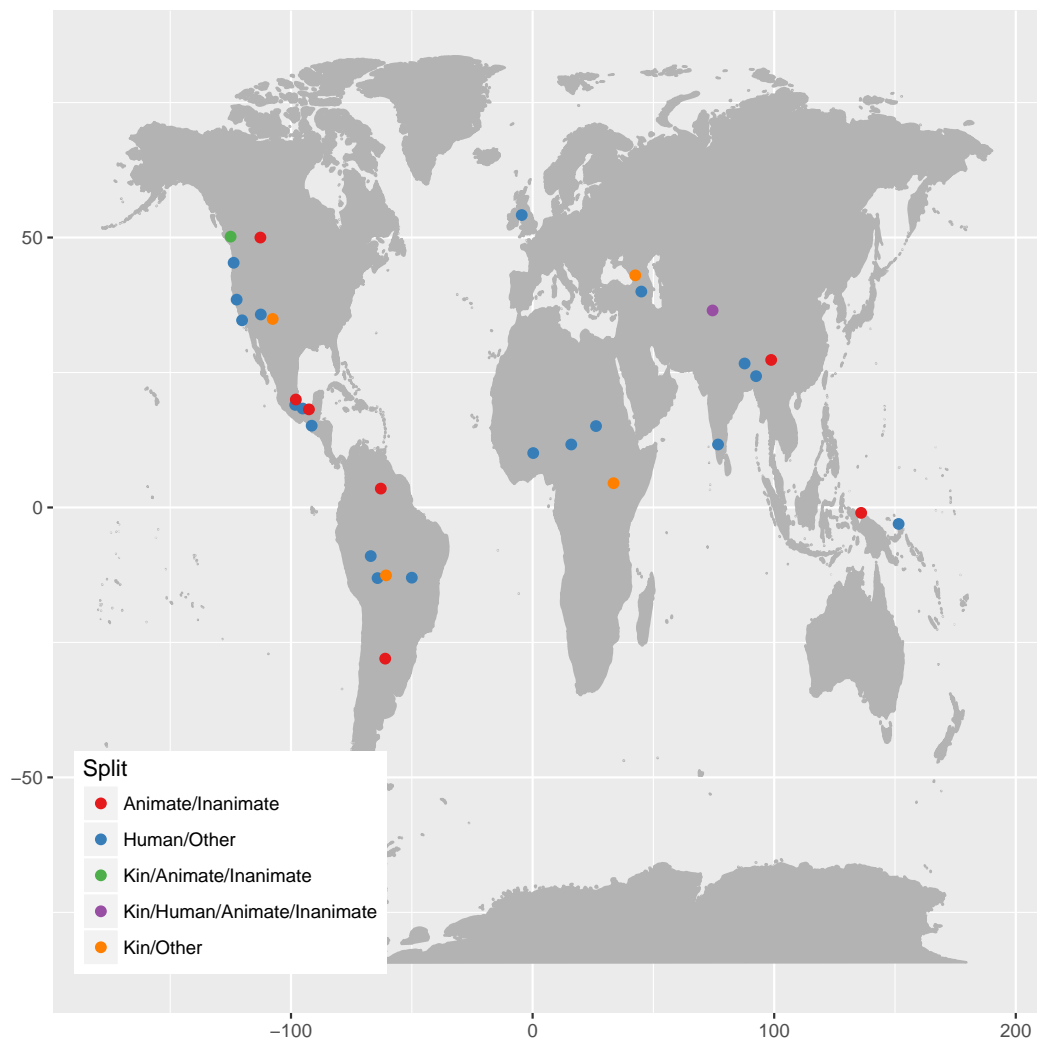 50
0
−50
Split
Animate/Inanimate
Human/Other
Kin/Animate/Inanimate
Kin/Human/Animate/Inanimate
Kin/Other
−100 0 100 200